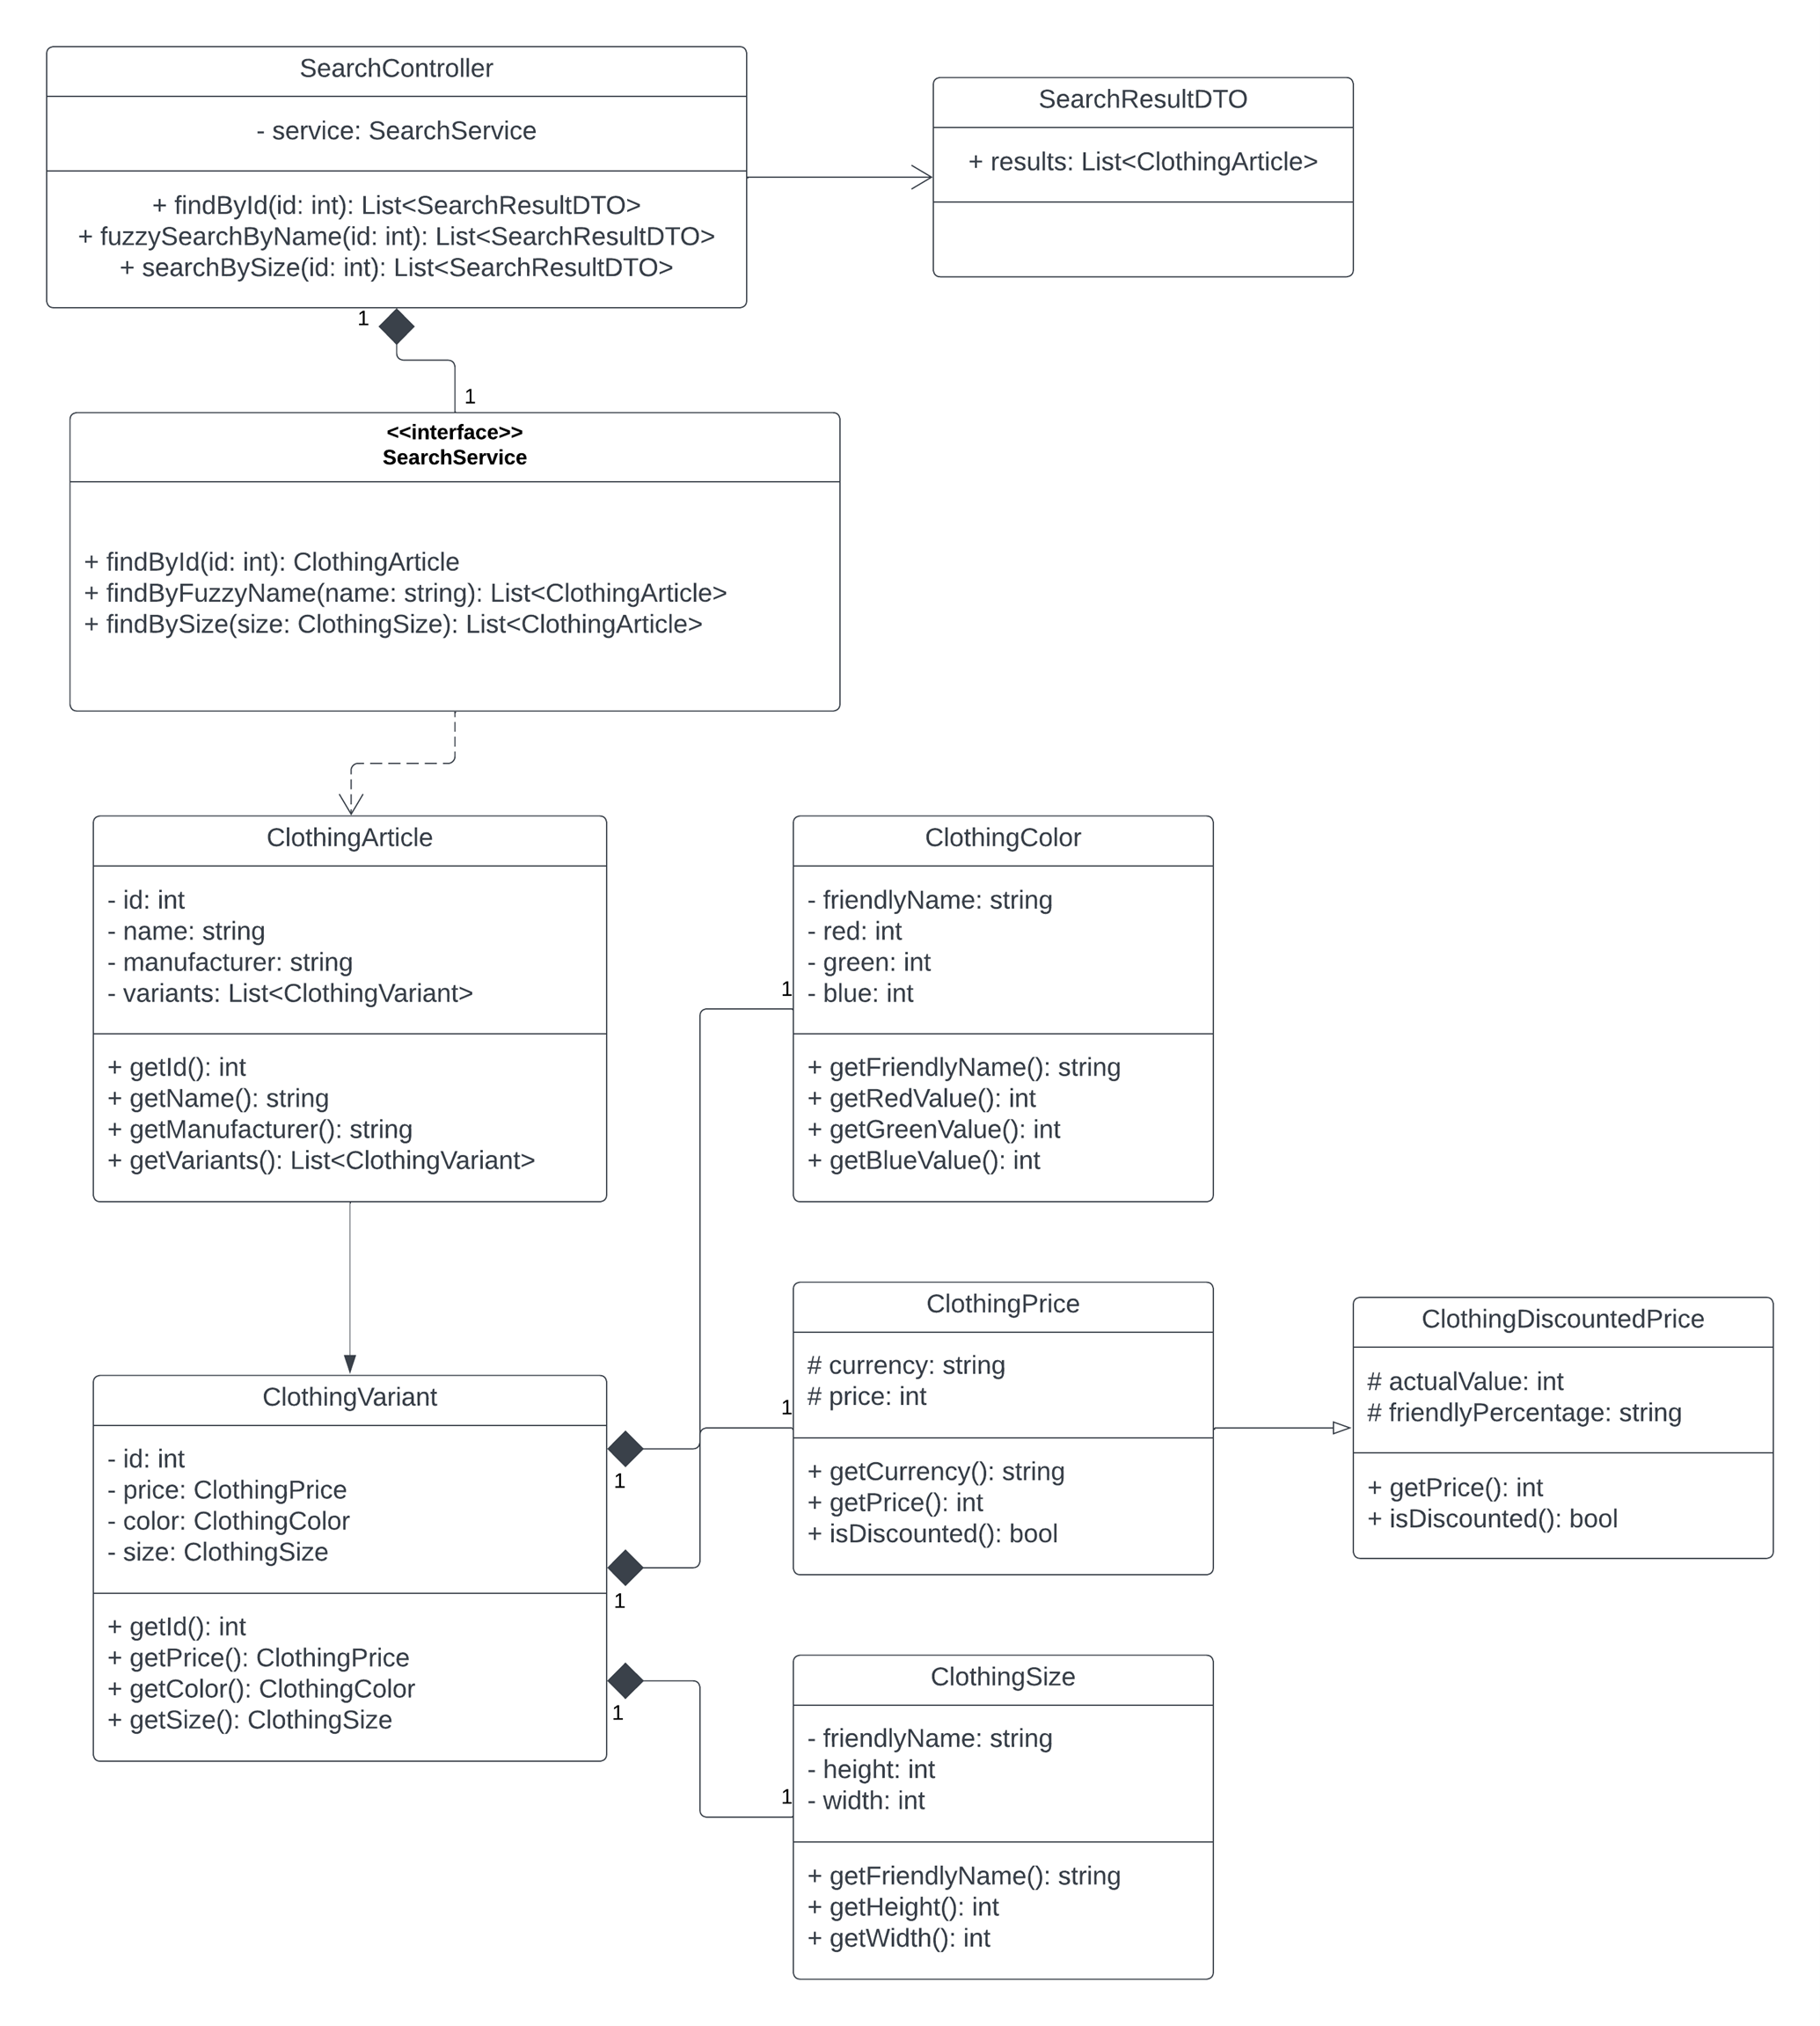 SearchController
- service: SearchService
+ findById(id: int): List<SearchResultDTO>
+ fuzzySearchByName(id: int): List<SearchResultDTO>
+ searchBySize(id: int): List<SearchResultDTO>
SearchResultDTO
+ results: List<ClothingArticle>
1
1
<<interface>>
SearchService
+ findById(id: int): ClothingArticle
+ findByFuzzyName(name: string): List<ClothingArticle>
+ findBySize(size: ClothingSize): List<ClothingArticle>
ClothingArticle
- id: int
- name: string
- manufacturer: string
- variants: List<ClothingVariant>
+ getId(): int
+ getName(): string
+ getManufacturer(): string
+ getVariants(): List<ClothingVariant>
ClothingColor
- friendlyName: string
- red: int
- green: int
- blue: int
1
+ getFriendlyName(): string
+ getRedValue(): int
+ getGreenValue(): int
+ getBlueValue(): int
ClothingVariant
- id: int
- price: ClothingPrice
- color: ClothingColor
- size: ClothingSize
+ getId(): int
+ getPrice(): ClothingPrice
+ getColor(): ClothingColor
+ getSize(): ClothingSize
1
1
1
ClothingPrice
# currency: string
# price: int
1
+ getCurrency(): string
+ getPrice(): int
+ isDiscounted(): bool
ClothingDiscountedPrice
# actualValue: int
# friendlyPercentage: string
+ getPrice(): int
+ isDiscounted(): bool
ClothingSize
- friendlyName: string
- height: int
- width: int
1
+ getFriendlyName(): string
+ getHeight(): int
+ getWidth(): int